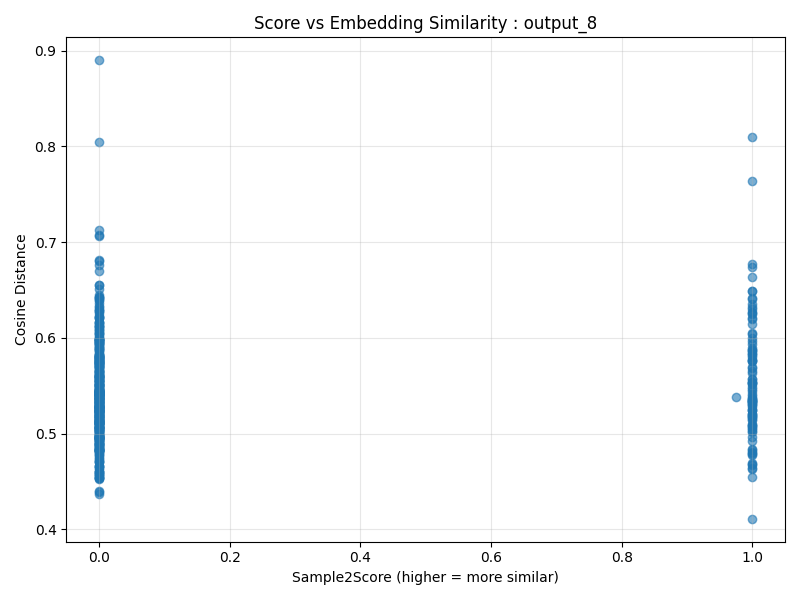 Score vs Embedding Similarity : output_8
Cosine Distance
0.9
0.8
0.7
0.6
0.5
0.4
0.0 0.2 0.4 0.6 0.8 1.0
Sample2Score (higher = more similar)